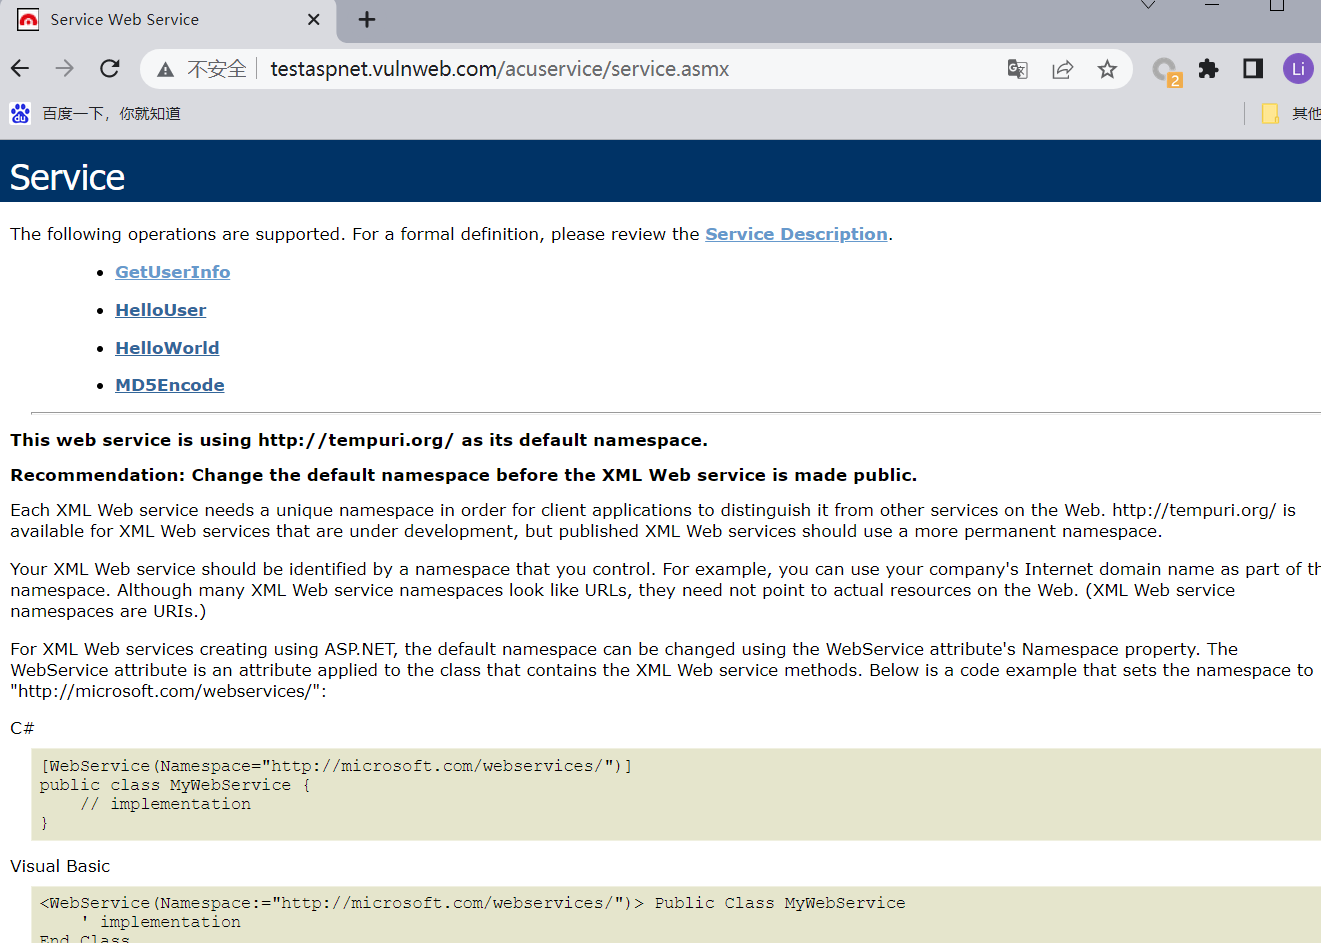 Service Web Service
不安全
testaspnet.vulnweb.com/acuservice/service.asmx
2
Li
百度一下，你就知道
其他
Service
The following operations are supported. For a formal definition, please review the Service Description.
GetUserInfo
HelloUser
HelloWorld
MD5Encode
This web service is using http://tempuri.org/ as its default namespace.
Recommendation: Change the default namespace before the XML Web service is made public.
Each XML Web service needs a unique namespace in order for client applications to distinguish it from other services on the Web. http://tempuri.org/ is
available for XML Web services that are under development, but published XML Web services should use a more permanent namespace.
Your XML Web service should be identified by a namespace that you control. For example, you can use your company's Internet domain name as part of th
namespace. Although many XML Web service namespaces look like URLs, they need not point to actual resources on the Web. (XML Web service
namespaces are URIs.)
For XML Web services creating using ASP.NET, the default namespace can be changed using the WebService attribute's Namespace property. The
WebService attribute is an attribute applied to the class that contains the XML Web service methods. Below is a code example that sets the namespace to
"http://microsoft.com/webservices/":
C#
[WebService(Namespace="http://microsoft.com/webservices/")]
public class MyWebService {
// implementation
}
Visual Basic
<WebService(Namespace:="http://microsoft.com/webservices/")> Public Class MyWebService
' implementation
End Class